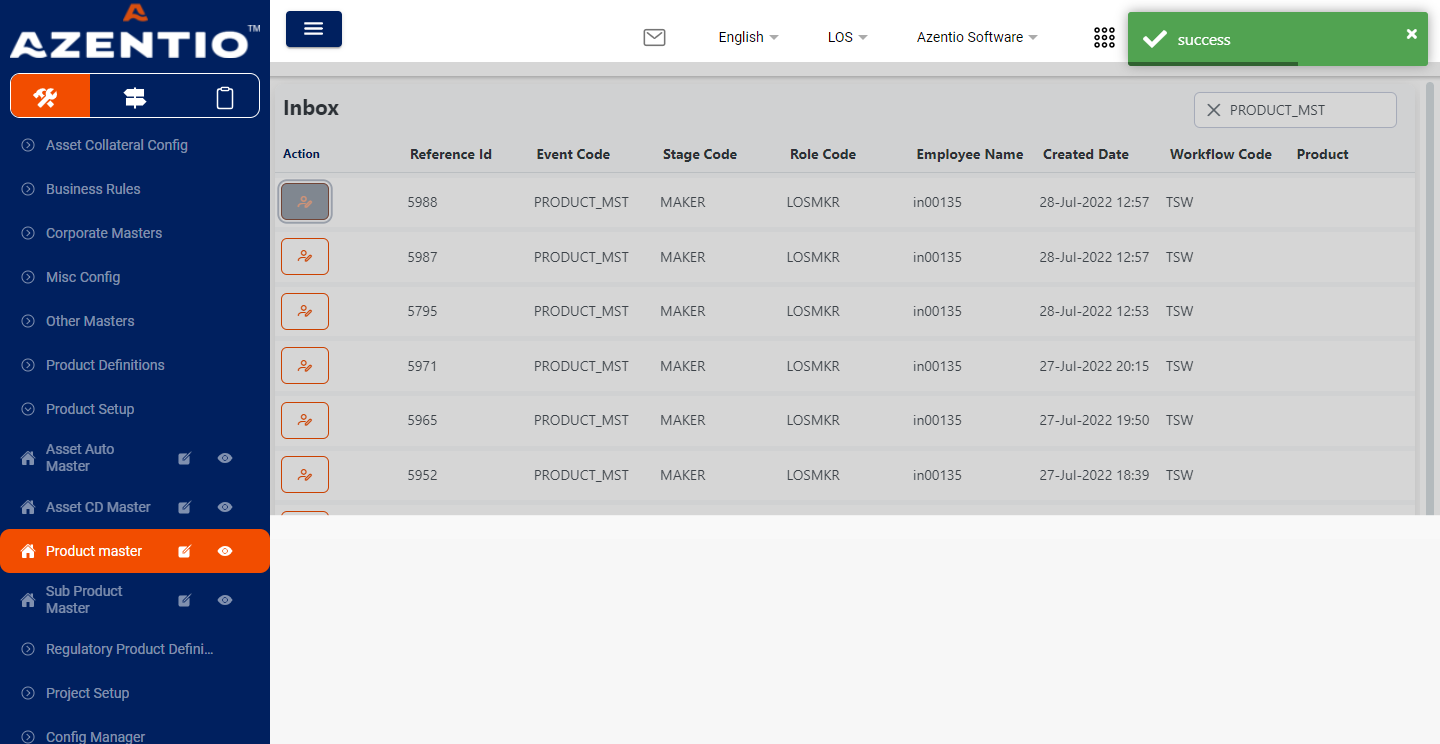 AZENTIO™
English
LOS
Azentio Software
success
Asset Collateral Config
Business Rules
Corporate Masters
Misc Config
Other Masters
Product Definitions
Product Setup
Asset Auto
Master
Asset CD Master
Product master
Sub Product
Master
Regulatory Product Defini...
Project Setup
Config Manager
Inbox
PRODUCT_MST
Action Reference Id Event Code Stage Code Role Code Employee Name Created Date Workflow Code Product
5988 PRODUCT_MST MAKER LOSMKR in00135 28-Jul-2022 12:57 TSW
5987 PRODUCT_MST MAKER LOSMKR in00135 28-Jul-2022 12:57 TSW
5795 PRODUCT_MST MAKER LOSMKR in00135 28-Jul-2022 12:53 TSW
5971 PRODUCT_MST MAKER LOSMKR in00135 27-Jul-2022 20:15 TSW
5965 PRODUCT_MST MAKER LOSMKR in00135 27-Jul-2022 19:50 TSW
5952 PRODUCT_MST MAKER LOSMKR in00135 27-Jul-2022 18:39 TSW